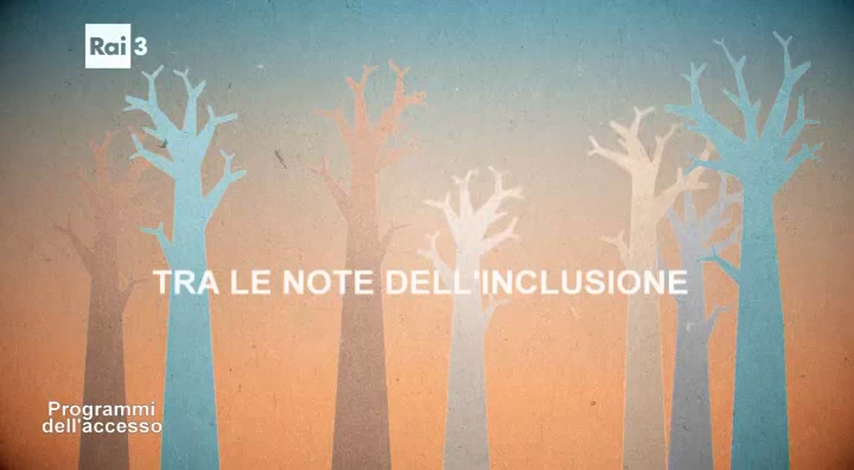 Rai 3
TRA LE NOTE DELL'INCLUSIONE
Programmi
dell'accesso